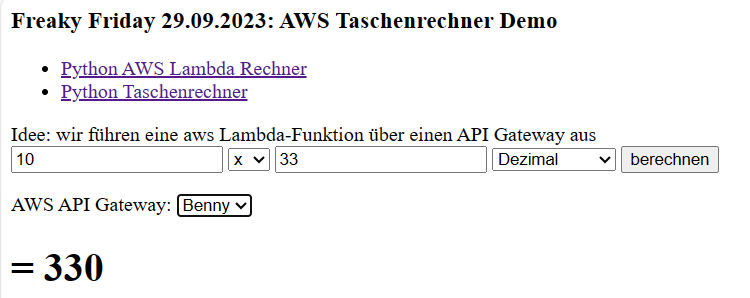 Freaky Friday 29.09.2023: AWS Taschenrechner Demo
Python AWS Lambda Rechner
Python Taschenrechner
Idee: wir führen eine aws Lambda-Funktion über einen API Gateway aus
10 x 33 Dezimal berechnen
AWS API Gateway: Benny
= 330